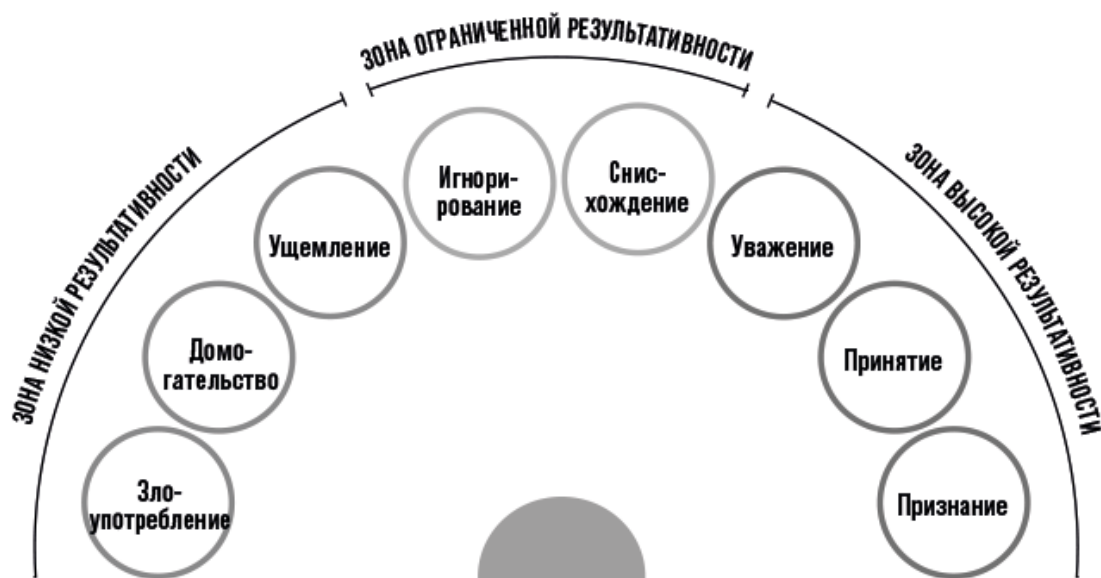 ЗОНА НИЗКОЙ РЕЗУЛЬТАТИВНОСТИ
ЗОНА ОГРАНИЧЕННОЙ РЕЗУЛЬТАТИВНОСТИ
ЗОНА ВЫСОКОЙ РЕЗУЛЬТАТИВНОСТИ
Зло-
употребление
Домо-
гательство
Ущемление
Игнори-
рование
Снис-
хождение
Уважение
Принятие
Признание